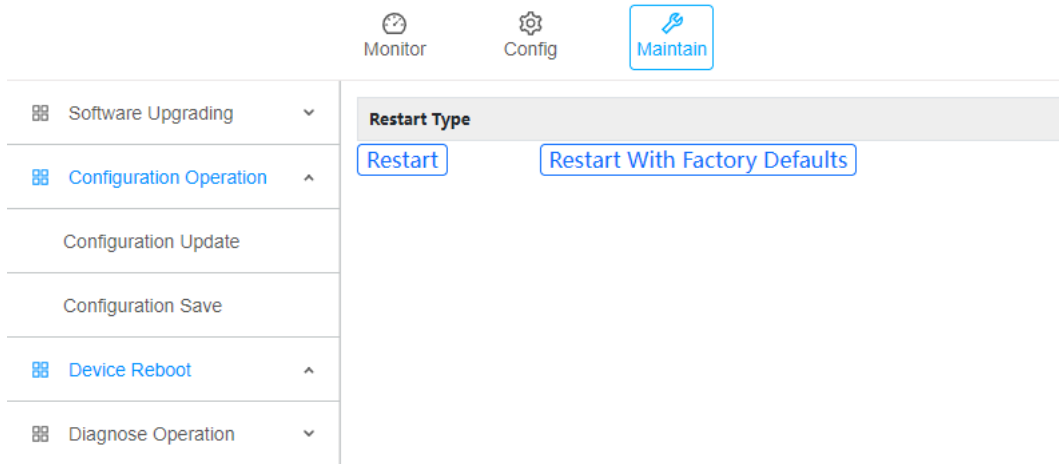 Monitor
Config
Maintain
Software Upgrading
Configuration Operation
Configuration Update
Configuration Save
Device Reboot
Diagnose Operation
Restart Type
Restart
Restart With Factory Defaults